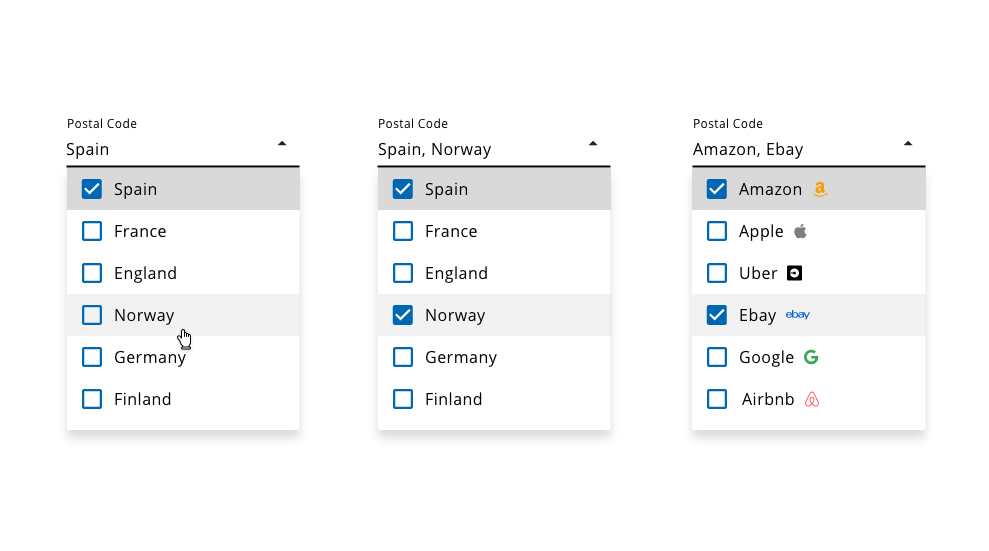 Postal Code
Spain
Spain
France
England
Norway
Germany
Finland
Postal Code
Spain, Norway
Spain
France
England
Norway
Germany
Finland
Postal Code
Amazon, Ebay
Amazon a
Apple
Uber
Ebay ebay
Google G
Airbnb